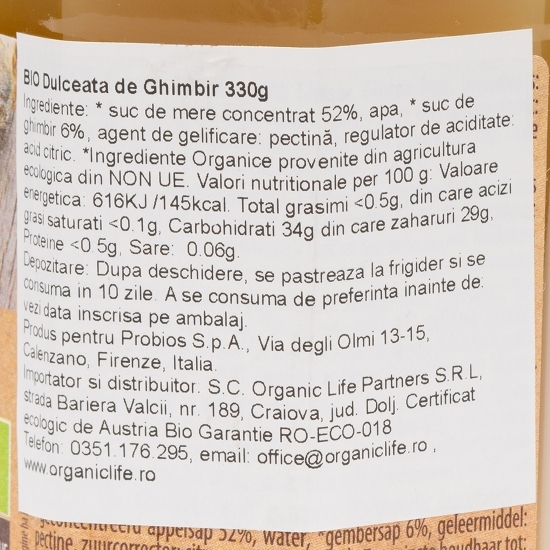 BIO Dulceata de Ghimbir 330g
Ingrediente: * suc de mere concentrat 52%, apa, * suc de
ghimbir 6%, agent de gelificare: pectină, regulator de aciditate:
acid citric. *Ingrediente Organice provenite din agricultura
ecologica din NON UE. Valori nutritionale per 100 g: Valoare
energetica: 616KJ /145kcal. Total grasimi <0.5g, din care acizi
grasi saturati <0.1g, Carbohidrati 34g din care zaharuri 29g,
Proteine <0.5g, Sare: 0.06g.
Depozitare: Dupa deschidere, se pastreaza la frigider si se
consuma in 10 zile. A se consuma de preferinta inainte de:
vezi data inscrisa pe ambalaj.
Produs pentru Probios S.p.A., Via degli Olmi 13-15,
Calenzano, Firenze, Italia.
Importator si distribuitor: S.C. Organic Life Partners S.R.L,
strada Bariera Valcii, nr. 189, Craiova, jud. Dolj. Certificat
ecologic de Austria Bio Garantie RO-ECO-018
Telefon: 0351.176.295, email: office@organiclife.ro ,
www.organiclife.ro
geconcentreerd appelsap 52%, water, *gembersap 6%, geleermiddel:
pectine, zuurcorrector:
houdbaar tot: